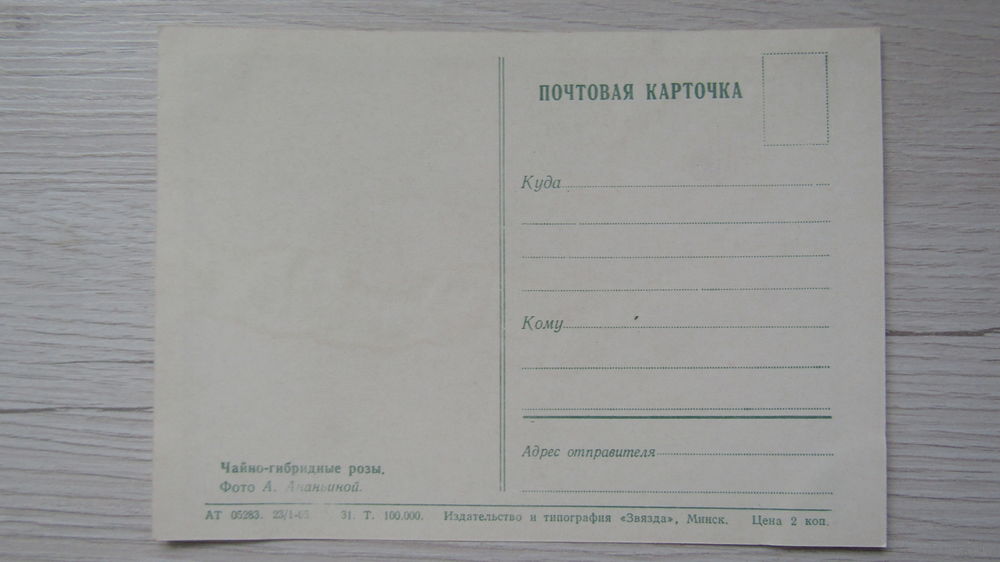 ПОЧТОВАЯ КАРТОЧКА
Куда
Кому
Адрес отправителя
Чайно-гибридные розы.
Фото А. Ананьиной.
АТ 05283. 31. Т. 100.000. Издательство и типография «Звязда», Минск. Цена 2 коп.